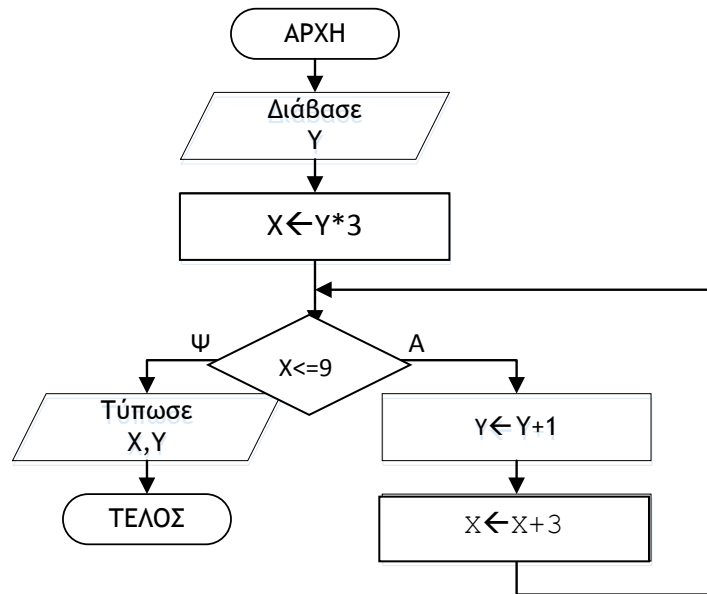 ΑΡΧΗ
Διάβασε
Υ
Χ←Υ*3
Ψ
Χ<=9
Α
Τύπωσε
Χ,Υ
Υ←Υ+1
ΤΕΛΟΣ
Χ←Χ+3